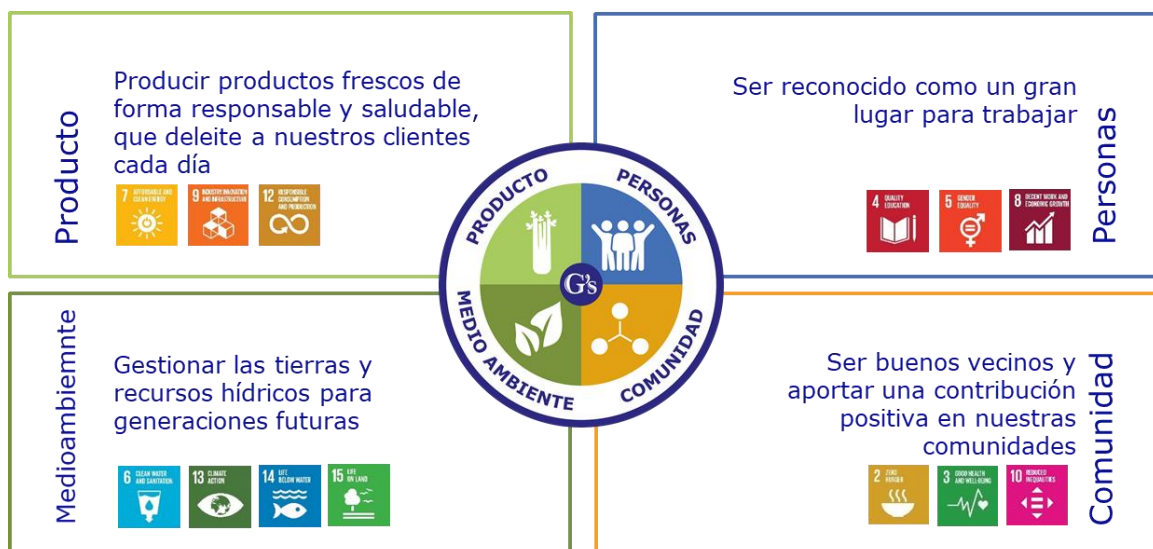 Producto
Producir productos frescos de
forma responsable y saludable,
que deleite a nuestros clientes
cada día
7 AFFORDABLE AND
CLEAN ENERGY
9 INDUSTRY, INNOVATION
AND INFRASTRUCTURE
12 RESPONSIBLE
CONSUMPTION
AND PRODUCTION
Ser reconocido como un gran
lugar para trabajar
Personas
4 QUALITY
EDUCATION
5 GENDER
EQUALITY
8 DECENT WORK AND
ECONOMIC GROWTH
PRODUCTO
PERSONAS
G's
MEDIO AMBIENTE
COMUNIDAD
Medioambiemnte
Gestionar las tierras y
recursos hídricos para
generaciones futuras
6 CLEAN WATER
AND SANITATION
13 CLIMATE
ACTION
14 LIFE
BELOW WATER
15 LIFE
ON LAND
Ser buenos vecinos y
aportar una contribución
positiva en nuestras
comunidades
Comunidad
2 ZERO
HUNGER
3 GOOD HEALTH
AND WELL-BEING
10 REDUCED
INEQUALITIES